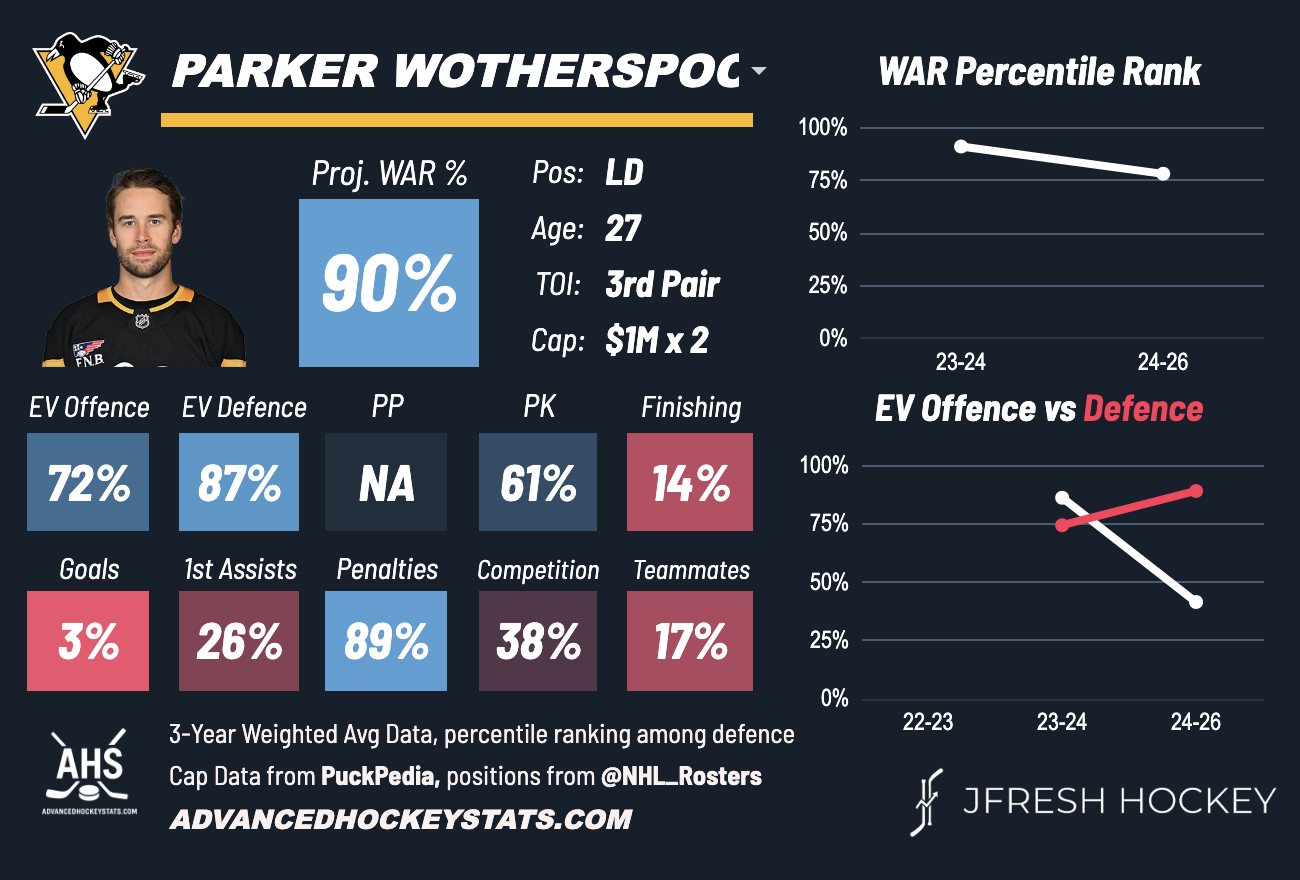 PARKER WOTHERSPOO
WAR Percentile Rank
Proj. WAR %
90%
Pos: LD
Age: 27
TOI: 3rd Pair
Cap: $1M x 2
100%
75%
50%
25%
0%
23-24 24-26
FNB
EV Offence EV Defence PP PK Finishing
72% 87% NA 61% 14%
Goals 1st Assists Penalties Competition Teammates
3% 26% 89% 38% 17%
EV Offence vs Defence
100%
75%
50%
25%
0%
22-23 23-24 24-26
AHS
ADVANCEDHOCKEYSTATS.COM
3-Year Weighted Avg Data, percentile ranking among defence
Cap Data from PuckPedia, positions from @NHL_Rosters
ADVANCEDHOCKEYSTATS.COM
JFRESH HOCKEY